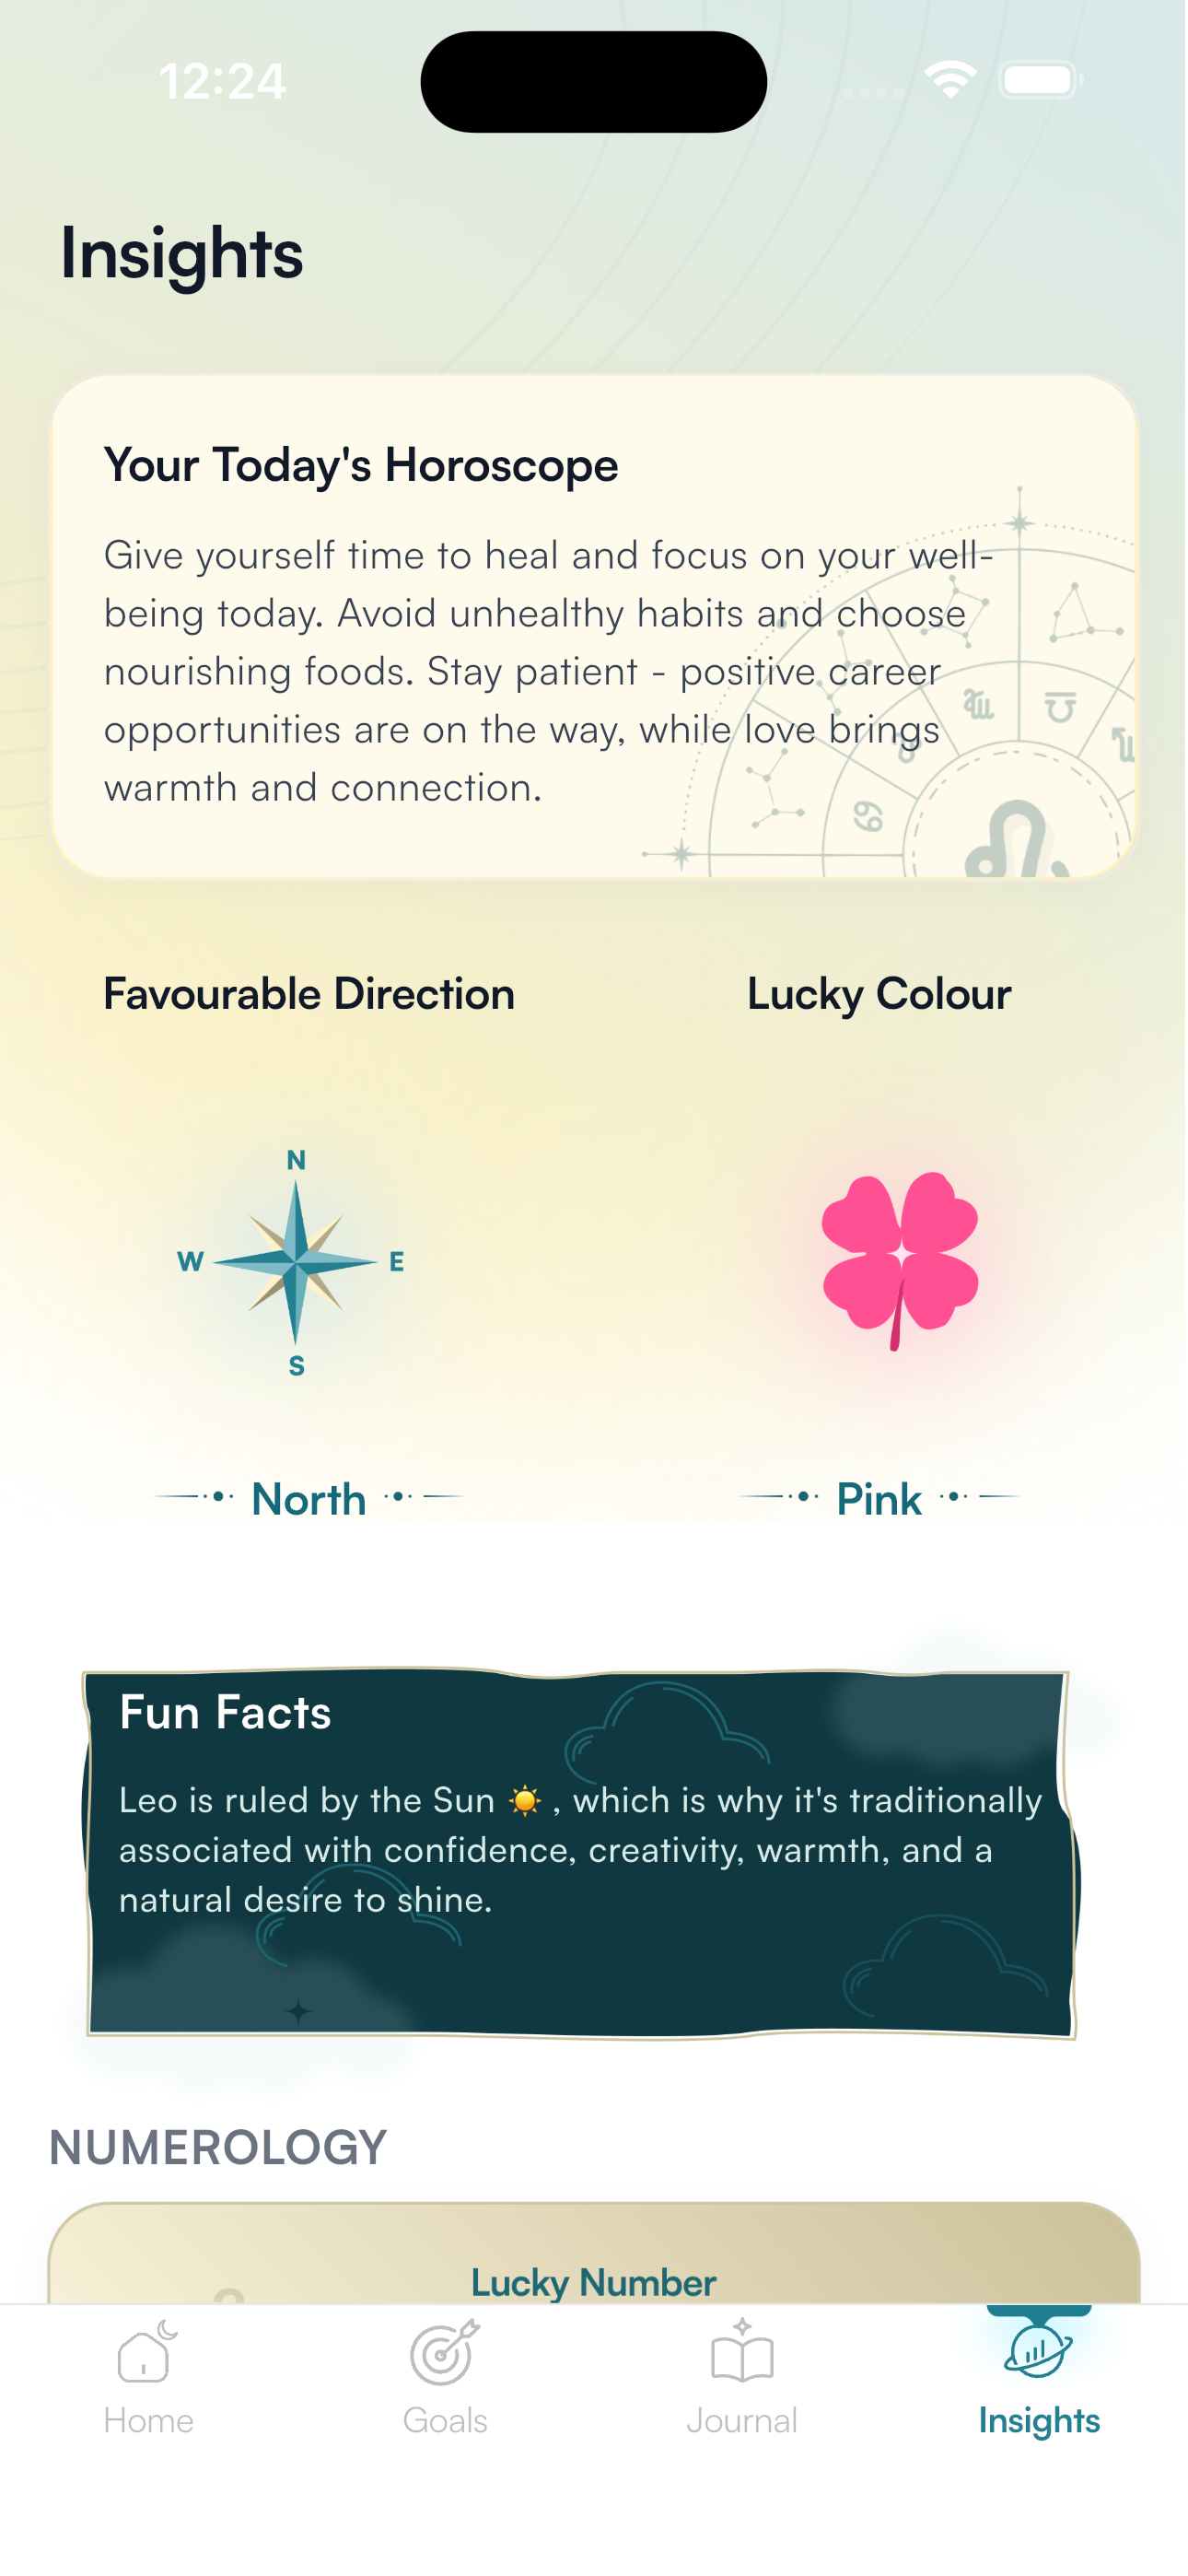 12:24
Insights
Your Today's Horoscope
Give yourself time to heal and focus on your well-
being today. Avoid unhealthy habits and choose
nourishing foods. Stay patient - positive career
opportunities are on the way, while love brings
warmth and connection.
Favourable Direction
Lucky Colour
N
W
E
S
North
Pink
Fun Facts
Leo is ruled by the Sun ☀️ , which is why it's traditionally
associated with confidence, creativity, warmth, and a
natural desire to shine.
NUMEROLOGY
Lucky Number
Home
Goals
Journal
Insights